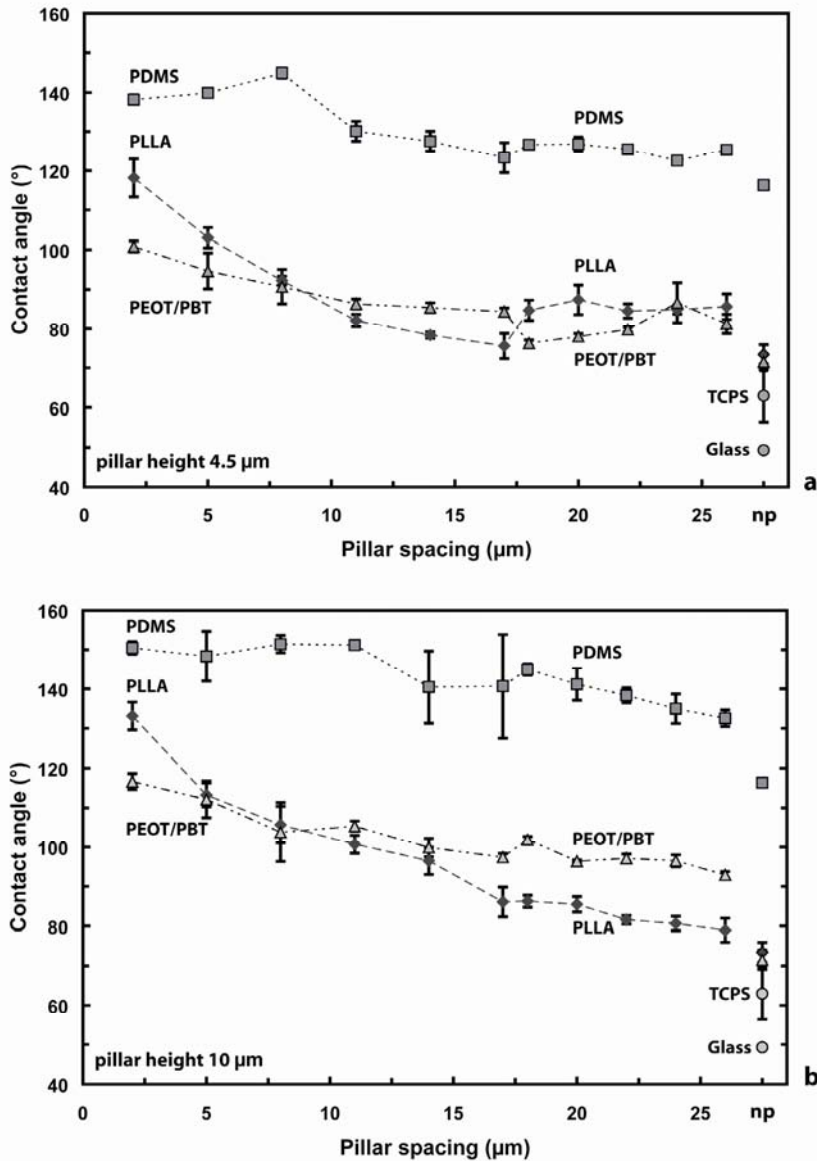 160
140
120
100
80
60
40
Contact angle (°)
PDMS
PDMS
PLLA
PLLA
PEOT/PBT
PEOT/PBT
TCPS
Glass
pillar height 4.5 µm
a
0 5 10 15 20 25 np
Pillar spacing (µm)
160
140
120
100
80
60
40
Contact angle (°)
PDMS
PDMS
PLLA
PEOT/PBT
PEOT/PBT
PLLA
TCPS
Glass
pillar height 10 µm
b
0 5 10 15 20 25 np
Pillar spacing (µm)